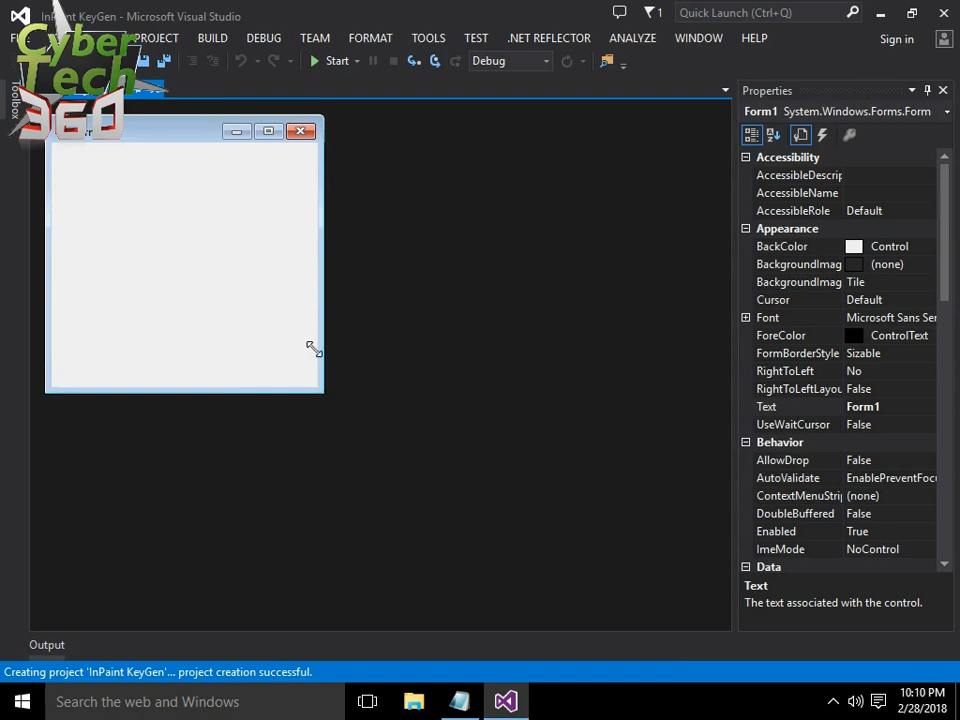 InPaint KeyGen - Microsoft Visual Studio
1
Quick Launch (Ctrl+Q)
PROJECT BUILD DEBUG TEAM FORMAT TOOLS TEST .NET REFLECTOR ANALYZE WINDOW HELP
Sign in
Cyber
Tech
360
Start
Debug
Toolbox
Properties
Form1 System.Windows.Forms.Form
Accessibility
AccessibleDescrip
AccessibleName
AccessibleRole Default
Appearance
BackColor Control
BackgroundImag (none)
BackgroundImag Tile
Cursor Default
Font Microsoft Sans Ser
ForeColor ControlText
FormBorderStyle Sizable
RightToLeft No
RightToLeftLayou False
Text Form1
UseWaitCursor False
Behavior
AllowDrop False
AutoValidate EnablePreventFoc
ContextMenuStrip (none)
DoubleBuffered False
Enabled True
ImeMode NoControl
Data
Text
The text associated with the control.
Output
Creating project 'InPaint KeyGen'... project creation successful.
Search the web and Windows
10:10 PM
2/28/2018